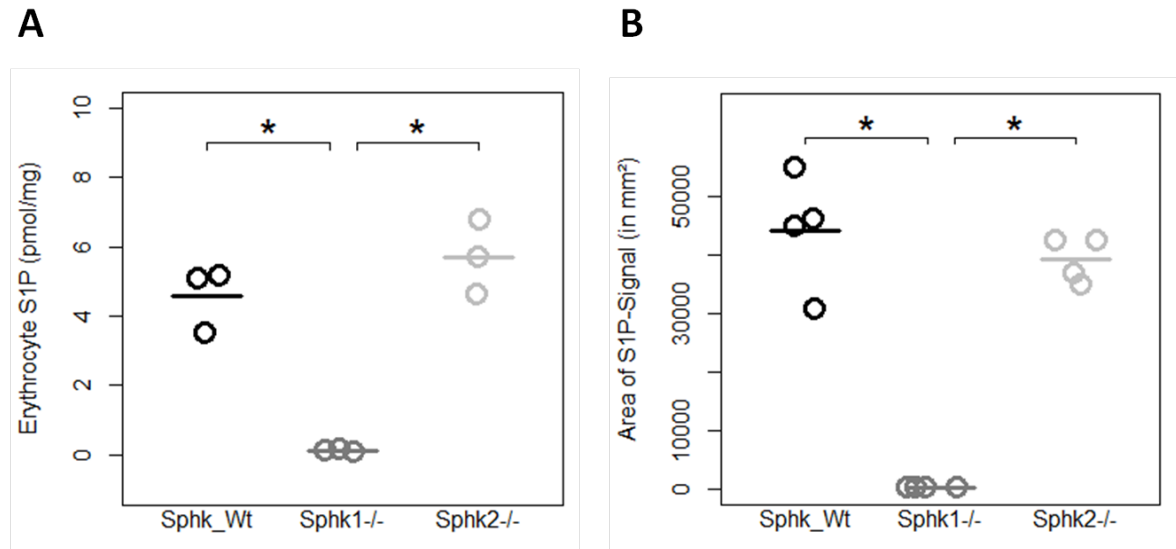 A
B
Erythrocyte S1P (pmol/mg)
10
8
6
4
2
0
* *
Sphk_Wt Sphk1-/- Sphk2-/-
Area of S1P-Signal (in mm²)
50000
30000
10000
0
* *
Sphk_Wt Sphk1-/- Sphk2-/-